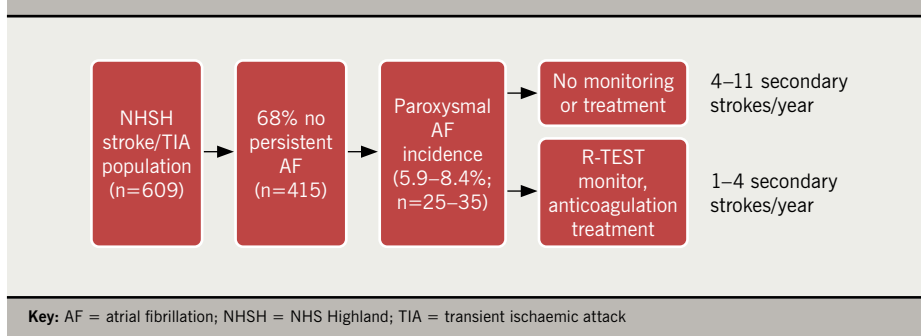 NHSH
stroke/TIA
population
(n=609)
68% no
persistent
AF
(n=415)
Paroxysmal
AF
incidence
(5.9–8.4%;
n=25–35)
No monitoring
or treatment
4–11 secondary
strokes/year
R-TEST
monitor,
anticoagulation
treatment
1–4 secondary
strokes/year
Key: AF = atrial fibrillation; NHSH = NHS Highland; TIA = transient ischaemic attack